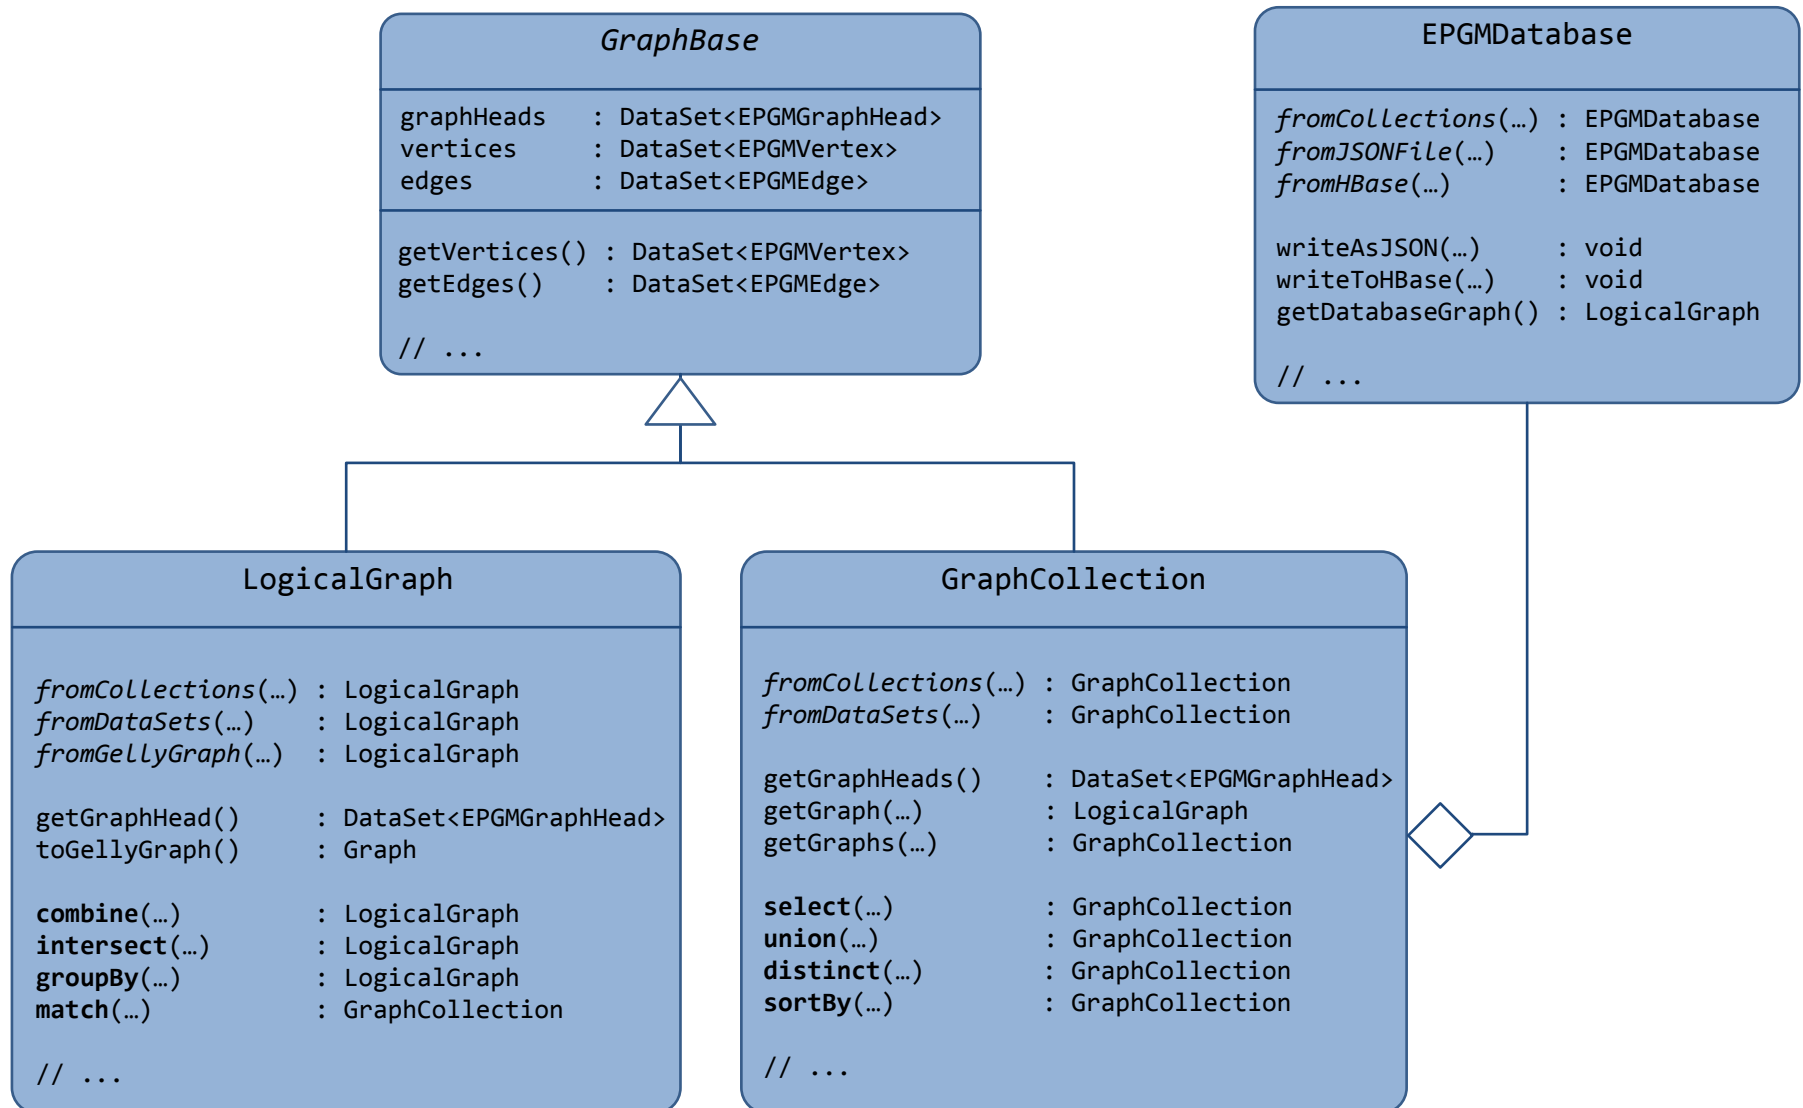 GraphBase
graphHeads : DataSet<EPGMGraphHead>
vertices : DataSet<EPGMVertex>
edges : DataSet<EPGMEdge>
getVertices() : DataSet<EPGMVertex>
getEdges() : DataSet<EPGMEdge>
// ...
EPGMDatabase
fromCollections(…) : EPGMDatabase
fromJSONFile(…) : EPGMDatabase
fromHBase(…) : EPGMDatabase
writeAsJSON(…) : void
writeToHBase(…) : void
getDatabaseGraph() : LogicalGraph
// ...
LogicalGraph
fromCollections(…) : LogicalGraph
fromDataSets(…) : LogicalGraph
fromGellyGraph(…) : LogicalGraph
getGraphHead() : DataSet<EPGMGraphHead>
toGellyGraph() : Graph
combine(…) : LogicalGraph
intersect(…) : LogicalGraph
groupBy(…) : LogicalGraph
match(…) : GraphCollection
// ...
GraphCollection
fromCollections(…) : GraphCollection
fromDataSets(…) : GraphCollection
getGraphHeads() : DataSet<EPGMGraphHead>
getGraph(…) : LogicalGraph
getGraphs(…) : GraphCollection
select(…) : GraphCollection
union(…) : GraphCollection
distinct(…) : GraphCollection
sortBy(…) : GraphCollection
// ...